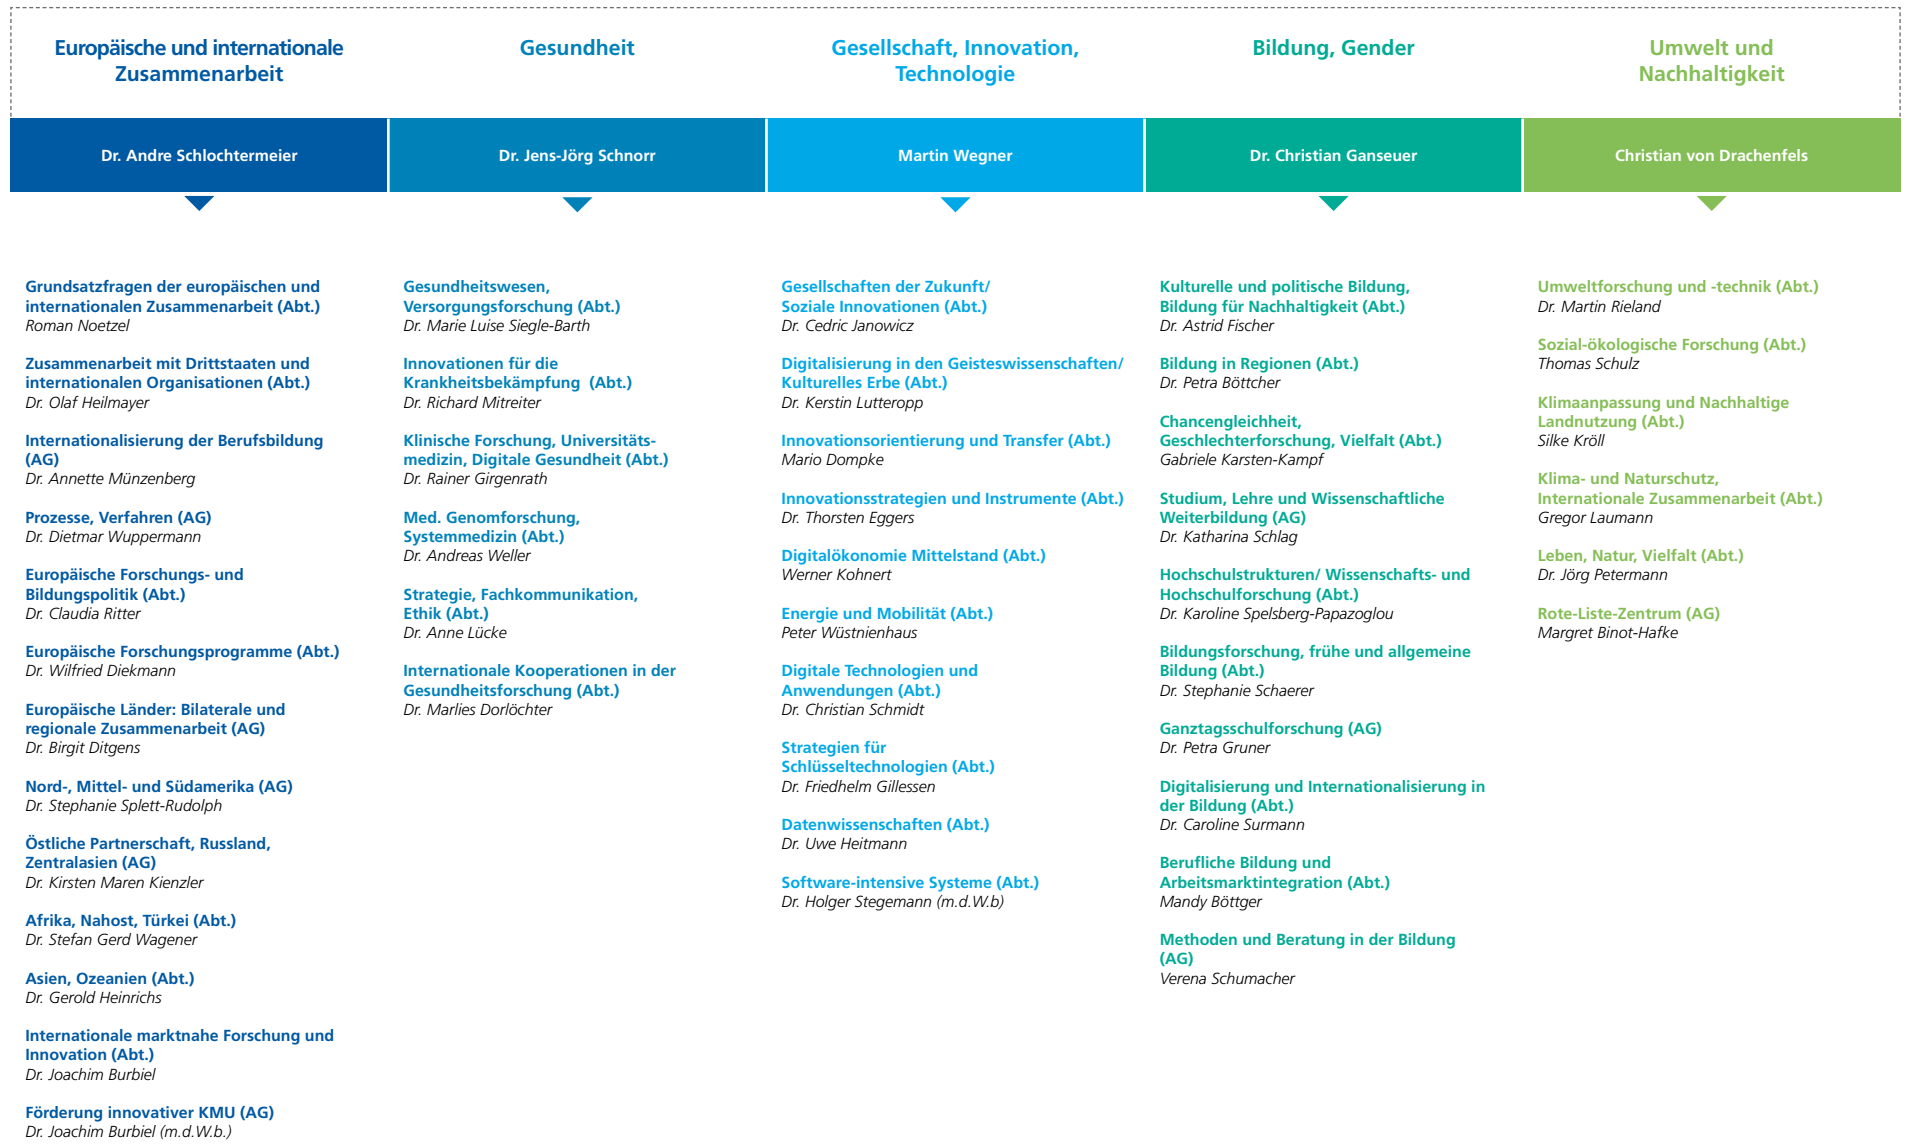 Europäische und internationale
Zusammenarbeit
Gesundheit
Gesellschaft, Innovation,
Technologie
Bildung, Gender
Umwelt und
Nachhaltigkeit
Dr. Andre Schlochtermeier
Dr. Jens-Jörg Schnorr
Martin Wegner
Dr. Christian Ganseuer
Christian von Drachenfels
Grundsatzfragen der europäischen und
internationalen Zusammenarbeit (Abt.)
Roman Noetzel
Zusammenarbeit mit Drittstaaten und
internationalen Organisationen (Abt.)
Dr. Olaf Heilmayer
Internationalisierung der Berufsbildung
(AG)
Dr. Annette Münzenberg
Prozesse, Verfahren (AG)
Dr. Dietmar Wuppermann
Europäische Forschungs- und
Bildungspolitik (Abt.)
Dr. Claudia Ritter
Europäische Forschungsprogramme (Abt.)
Dr. Wilfried Diekmann
Europäische Länder: Bilaterale und
regionale Zusammenarbeit (AG)
Dr. Birgit Ditgens
Nord-, Mittel- und Südamerika (AG)
Dr. Stephanie Splett-Rudolph
Östliche Partnerschaft, Russland,
Zentralasien (AG)
Dr. Kirsten Maren Kienzler
Afrika, Nahost, Türkei (Abt.)
Dr. Stefan Gerd Wagener
Asien, Ozeanien (Abt.)
Dr. Gerold Heinrichs
Internationale marktnahe Forschung und
Innovation (Abt.)
Dr. Joachim Burbiel
Förderung innovativer KMU (AG)
Dr. Joachim Burbiel (m.d.W.b.)
Gesundheitswesen,
Versorgungsforschung (Abt.)
Dr. Marie Luise Siegle-Barth
Innovationen für die
Krankheitsbekämpfung (Abt.)
Dr. Richard Mitreiter
Klinische Forschung, Universitäts-
medizin, Digitale Gesundheit (Abt.)
Dr. Rainer Girgenrath
Med. Genomforschung,
Systemmedizin (Abt.)
Dr. Andreas Weller
Strategie, Fachkommunikation,
Ethik (Abt.)
Dr. Anne Lücke
Internationale Kooperationen in der
Gesundheitsforschung (Abt.)
Dr. Marlies Dorlöchter
Gesellschaften der Zukunft/
Soziale Innovationen (Abt.)
Dr. Cedric Janowicz
Digitalisierung in den Geisteswissenschaften/
Kulturelles Erbe (Abt.)
Dr. Kerstin Lutteropp
Innovationsorientierung und Transfer (Abt.)
Mario Dompke
Innovationsstrategien und Instrumente (Abt.)
Dr. Thorsten Eggers
Digitalökonomie Mittelstand (Abt.)
Werner Kohnert
Energie und Mobilität (Abt.)
Peter Wüstnienhaus
Digitale Technologien und
Anwendungen (Abt.)
Dr. Christian Schmidt
Strategien für
Schlüsseltechnologien (Abt.)
Dr. Friedhelm Gillessen
Datenwissenschaften (Abt.)
Dr. Uwe Heitmann
Software-intensive Systeme (Abt.)
Dr. Holger Stegemann (m.d.W.b)
Kulturelle und politische Bildung,
Bildung für Nachhaltigkeit (Abt.)
Dr. Astrid Fischer
Bildung in Regionen (Abt.)
Dr. Petra Böttcher
Chancengleichheit,
Geschlechterforschung, Vielfalt (Abt.)
Gabriele Karsten-Kampf
Studium, Lehre und Wissenschaftliche
Weiterbildung (AG)
Dr. Katharina Schlag
Hochschulstrukturen/ Wissenschafts- und
Hochschulforschung (Abt.)
Dr. Karoline Spelsberg-Papazoglou
Bildungsforschung, frühe und allgemeine
Bildung (Abt.)
Dr. Stephanie Schaerer
Ganztagsschulforschung (AG)
Dr. Petra Gruner
Digitalisierung und Internationalisierung in
der Bildung (Abt.)
Dr. Caroline Surmann
Berufliche Bildung und
Arbeitsmarktintegration (Abt.)
Mandy Böttger
Methoden und Beratung in der Bildung
(AG)
Verena Schumacher
Umweltforschung und -technik (Abt.)
Dr. Martin Rieland
Sozial-ökologische Forschung (Abt.)
Thomas Schulz
Klimaanpassung und Nachhaltige
Landnutzung (Abt.)
Silke Kröll
Klima- und Naturschutz,
Internationale Zusammenarbeit (Abt.)
Gregor Laumann
Leben, Natur, Vielfalt (Abt.)
Dr. Jörg Petermann
Rote-Liste-Zentrum (AG)
Margret Binot-Hafke